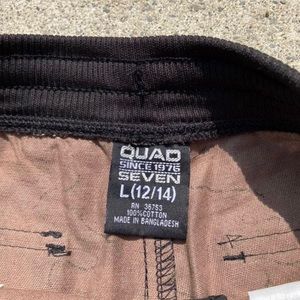 QUAD
SINCE 1976
SEVEN
L (12/14)
RN 36753
100% COTTON
MADE IN BANGLADESH